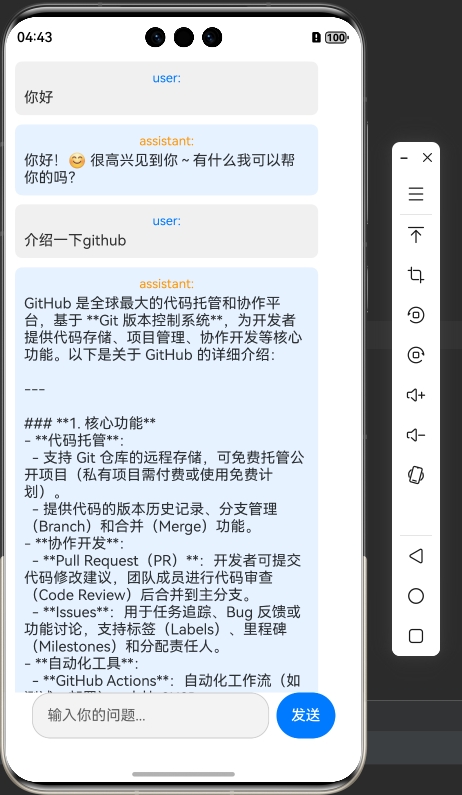 04:43
100
user:
你好
assistant:
你好！😊 很高兴见到你～有什么我可以帮
你的吗？
user:
介绍一下github
assistant:
GitHub 是全球最大的代码托管和协作平
台，基于 **Git 版本控制系统**，为开发者
提供代码存储、项目管理、协作开发等核心
功能。以下是关于 GitHub 的详细介绍：
---
### **1. 核心功能**
- **代码托管**：
- 支持 Git 仓库的远程存储，可免费托管公
开项目（私有项目需付费或使用免费计
划）。
- 提供代码的版本历史记录、分支管理
（Branch）和合并（Merge）功能。
- **协作开发**：
- **Pull Request（PR）**：开发者可提交
代码修改建议，团队成员进行代码审查
（Code Review）后合并到主分支。
- **Issues**：用于任务追踪、Bug 反馈或
功能讨论，支持标签（Labels）、里程碑
（Milestones）和分配责任人。
- **自动化工具**：
- **GitHub Actions**：自动化工作流（如
输入你的问题...
发送